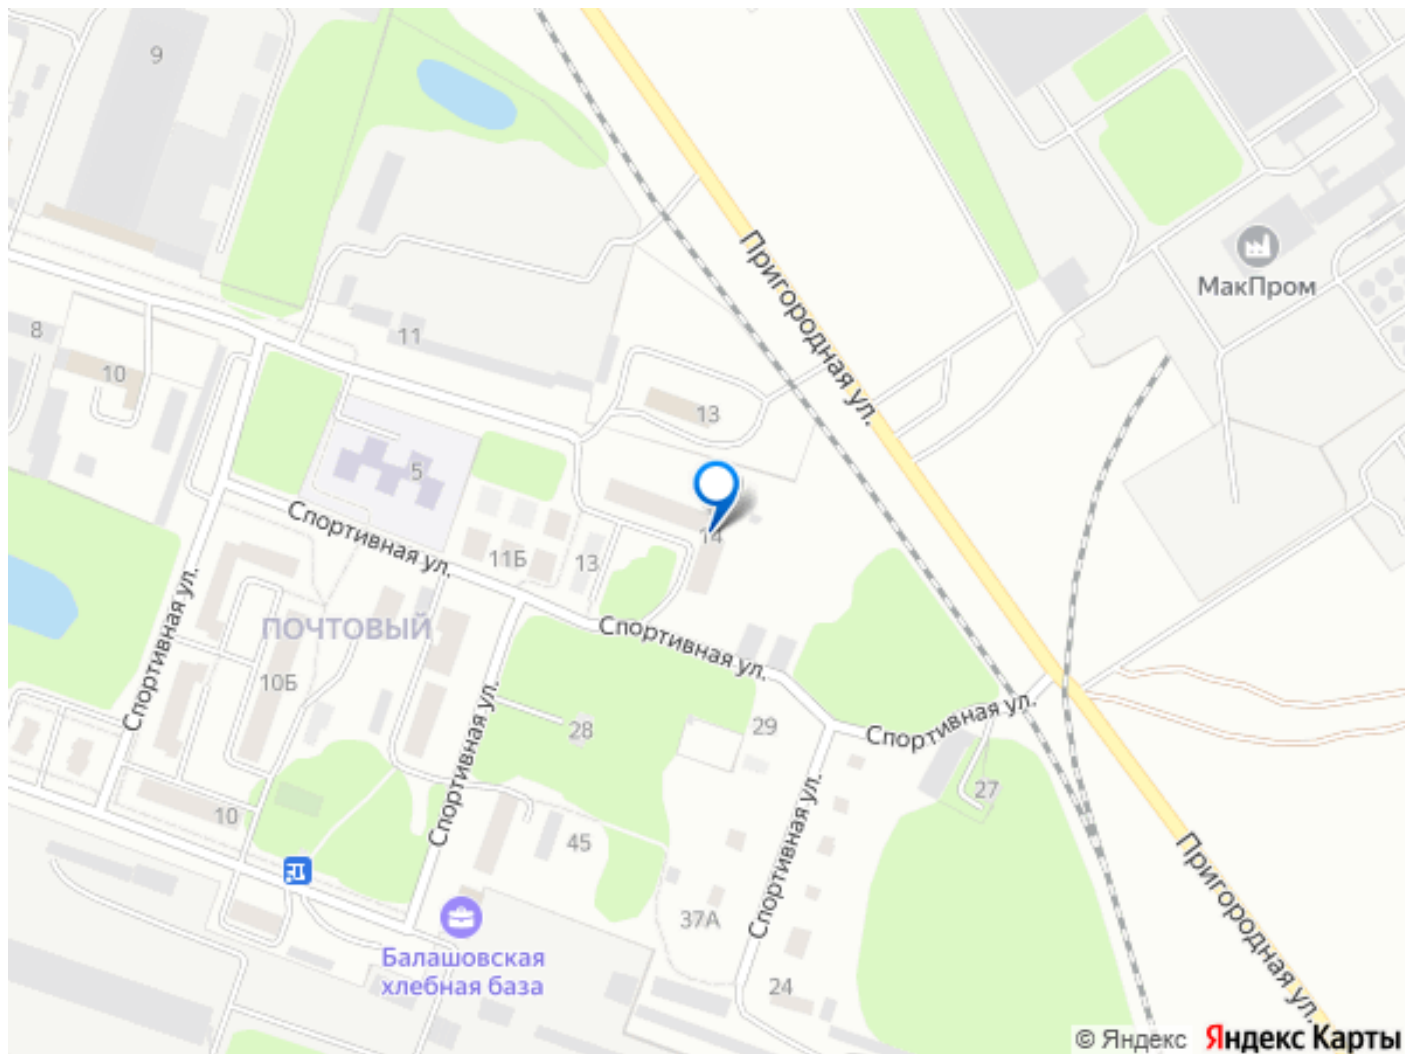 9
Пригородная ул.
МакПром
8
11
10
13
5
Спортивная ул.
14
11Б
13
Спортивная ул.
ПОЧТОВЫЙ
Спортивная ул.
10Б
Спортивная ул.
28
29
Спортивная ул.
27
10
45
Спортивная ул.
Пригородная ул.
37А
Балашовская
хлебная база
24
© Яндекс Яндекс Карты